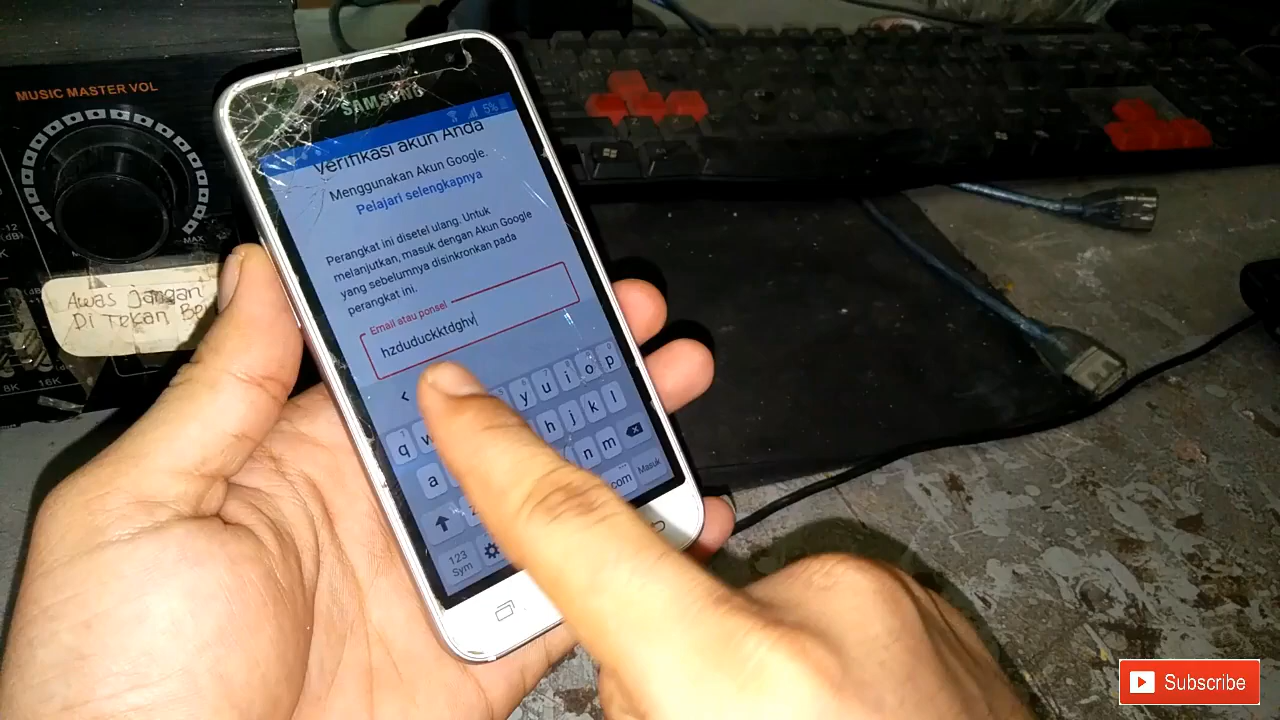 MUSIC MASTER VOL
MAX
Awas jangan
Di Tekan Be
8K 16K
SAMSUNG
5%
Verifikasi akun Anda
Menggunakan Akun Google.
Pelajari selengkapnya
Perangkat ini disetel ulang. Untuk
melanjutkan, masuk dengan Akun Google
yang sebelumnya disinkronkan pada
perangkat ini.
Email atau ponsel
hzduduckktdghv
q w y u i o p
a h j k l
z n m
123
Sym
.com
Masuk
Subscribe